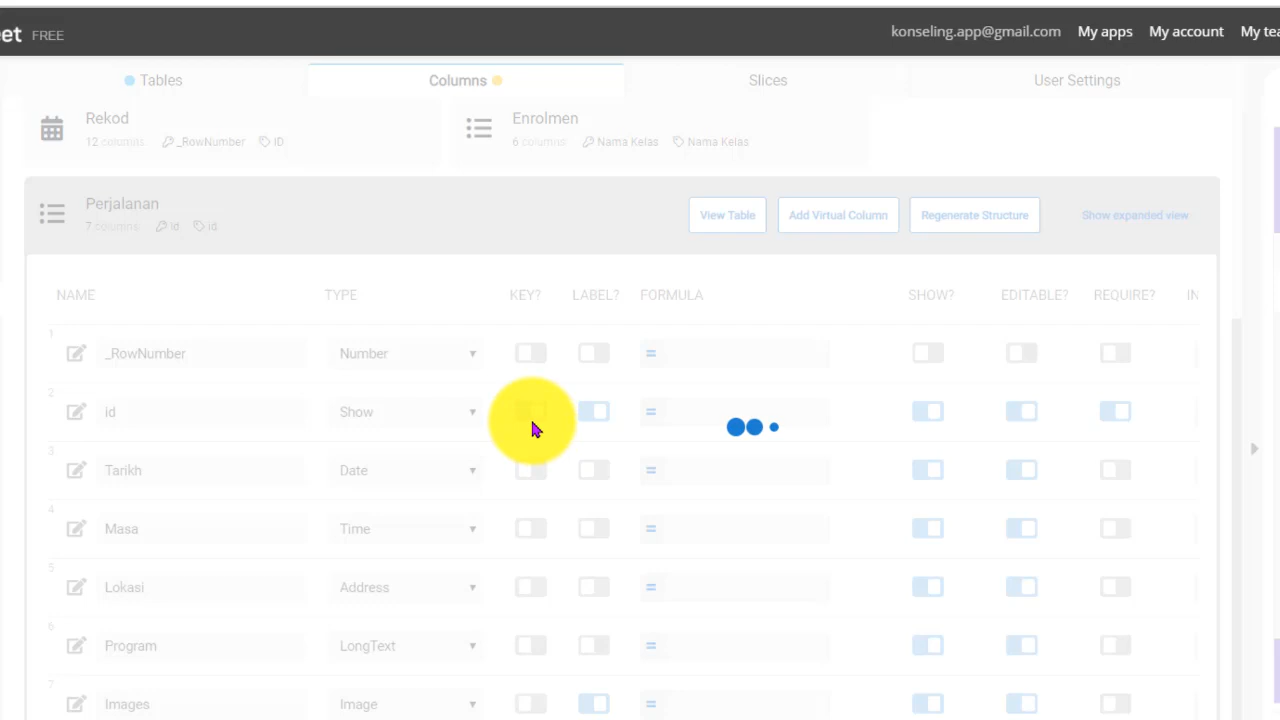 eet FREE konseling.app@gmail.com My apps My account My tea
Tables Columns Slices User Settings
Rekod Enrolmen
12 columns _RowNumber ID 6 columns Nama Kelas Nama Kelas
Perjalanan
7 columns id id
View Table Add Virtual Column Regenerate Structure Show expanded view
NAME TYPE KEY? LABEL? FORMULA SHOW? EDITABLE? REQUIRE? IN
1 _RowNumber Number =
2 id Show =
3 Tarikh Date =
4 Masa Time =
5 Lokasi Address =
6 Program LongText =
7 Images Image =